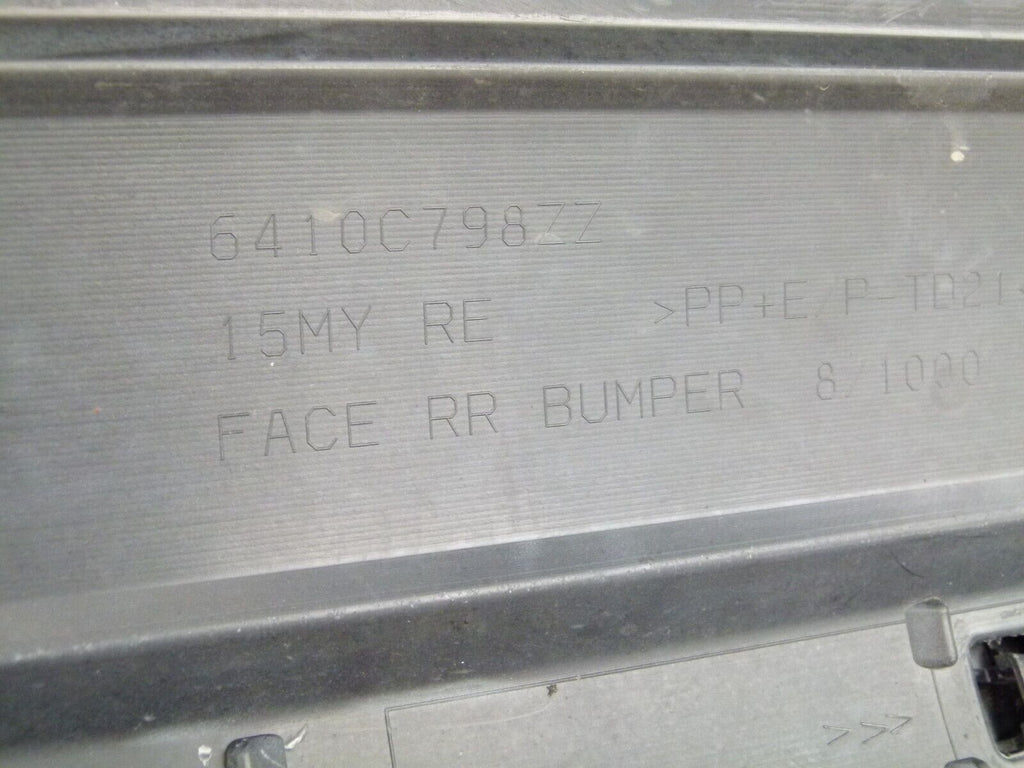 6410C798ZZ
15MY RE >PP+E/P-TD21<
FACE RR BUMPER 8/1000
>>>